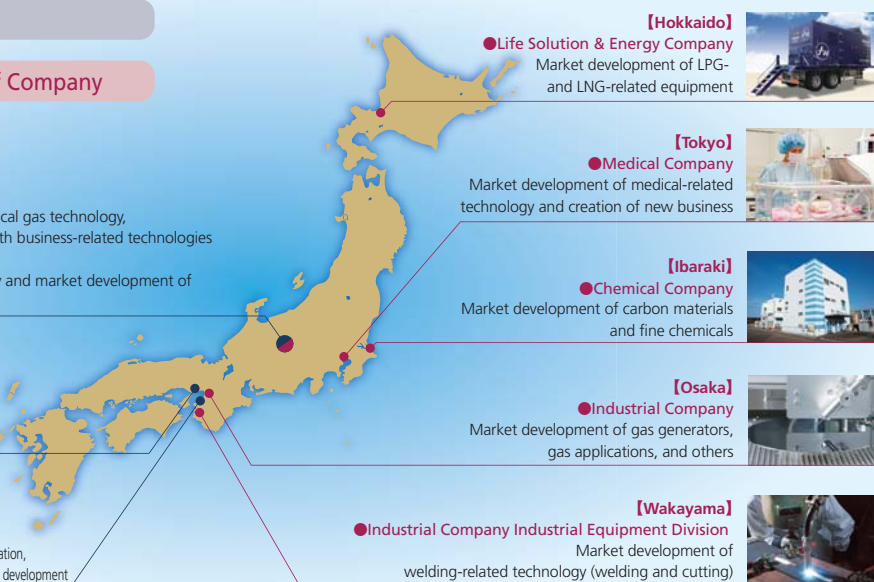 Company
cal gas technology,
th business-related technologies
and market development of
ation,
development
【Hokkaido】
●Life Solution & Energy Company
Market development of LPG-
and LNG-related equipment
【Tokyo】
●Medical Company
Market development of medical-related
technology and creation of new business
【Ibaraki】
●Chemical Company
Market development of carbon materials
and fine chemicals
【Osaka】
●Industrial Company
Market development of gas generators,
gas applications, and others
【Wakayama】
●Industrial Company Industrial Equipment Division
Market development of
welding-related technology (welding and cutting)